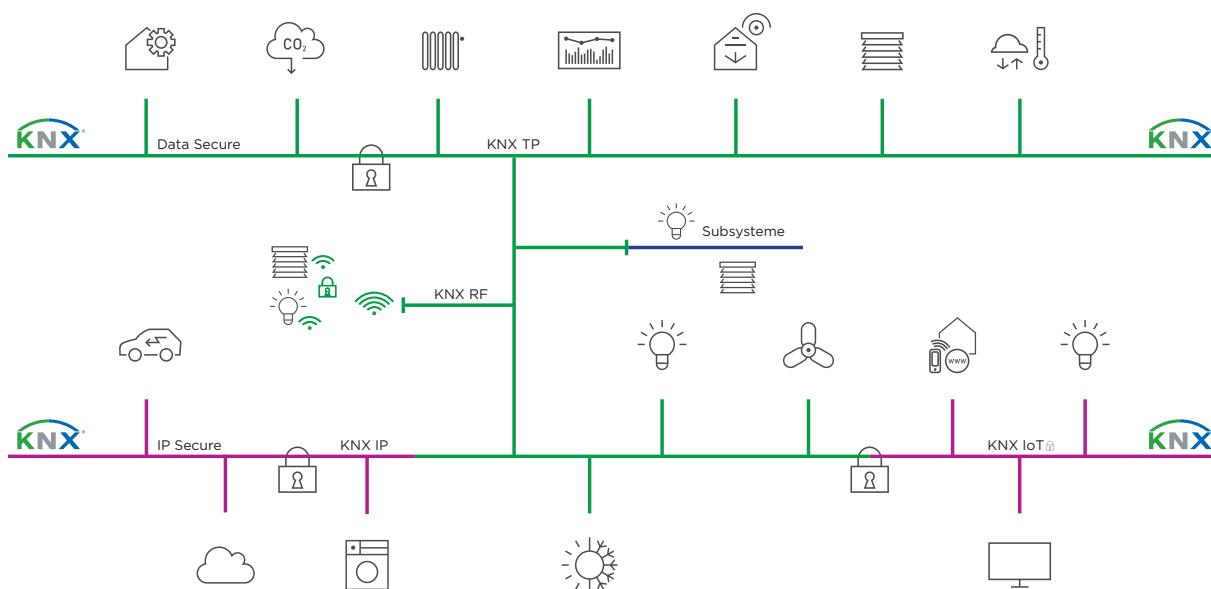 CO₂
KNX®
Data Secure
KNX TP
KNX
Subsysteme
KNX RF
www
KNX®
IP Secure
KNX IP
KNX IoT
KNX